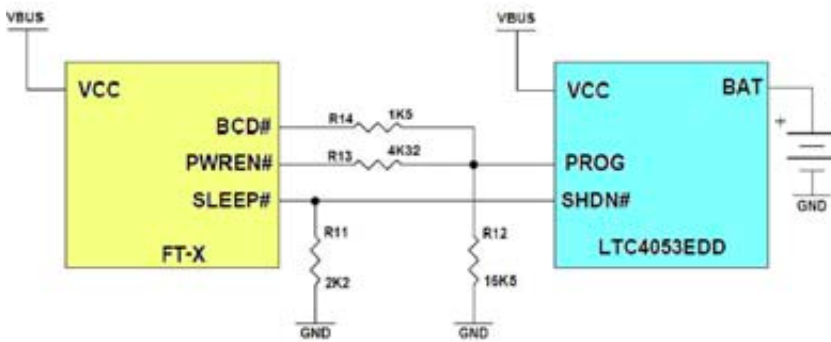 VBUS
VBUS
VCC
VCC
BAT
BCD#
R14
1K5
+
PWREN#
R13
4K32
PROG
SLEEP#
SHDN#
GND
R11
R12
FT-X
LTC4053EDD
2K2
16K5
GND
GND